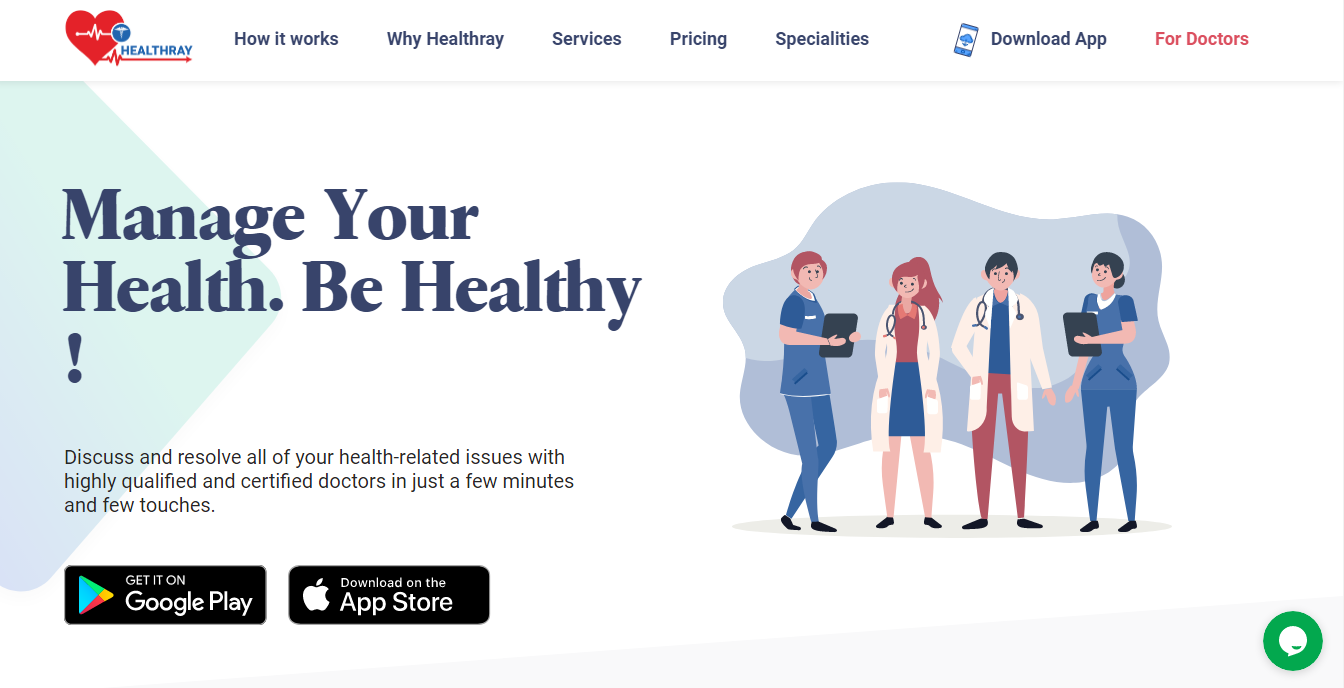 HEALTHRAY
How it works
Why Healthray
Services
Pricing
Specialities
Download App
For Doctors
Manage Your
Health. Be Healthy
!
Discuss and resolve all of your health-related issues with
highly qualified and certified doctors in just a few minutes
and few touches.
GET IT ON
Google Play
Download on the
App Store